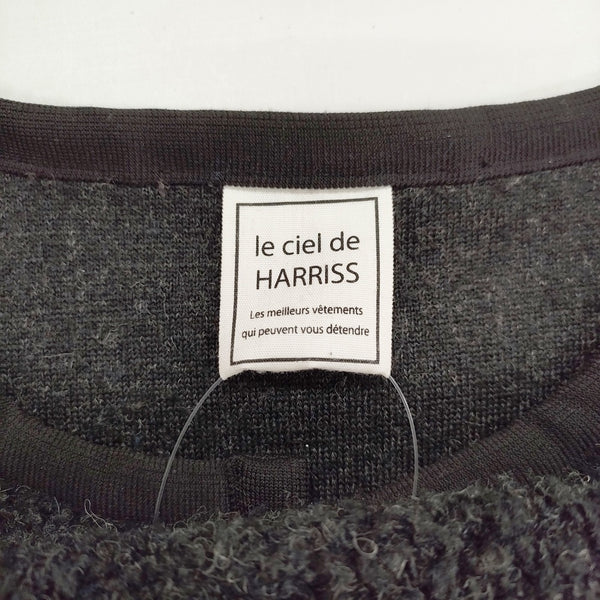 le ciel de
HARRISS
Les meilleurs vêtements
qui peuvent vous détendre